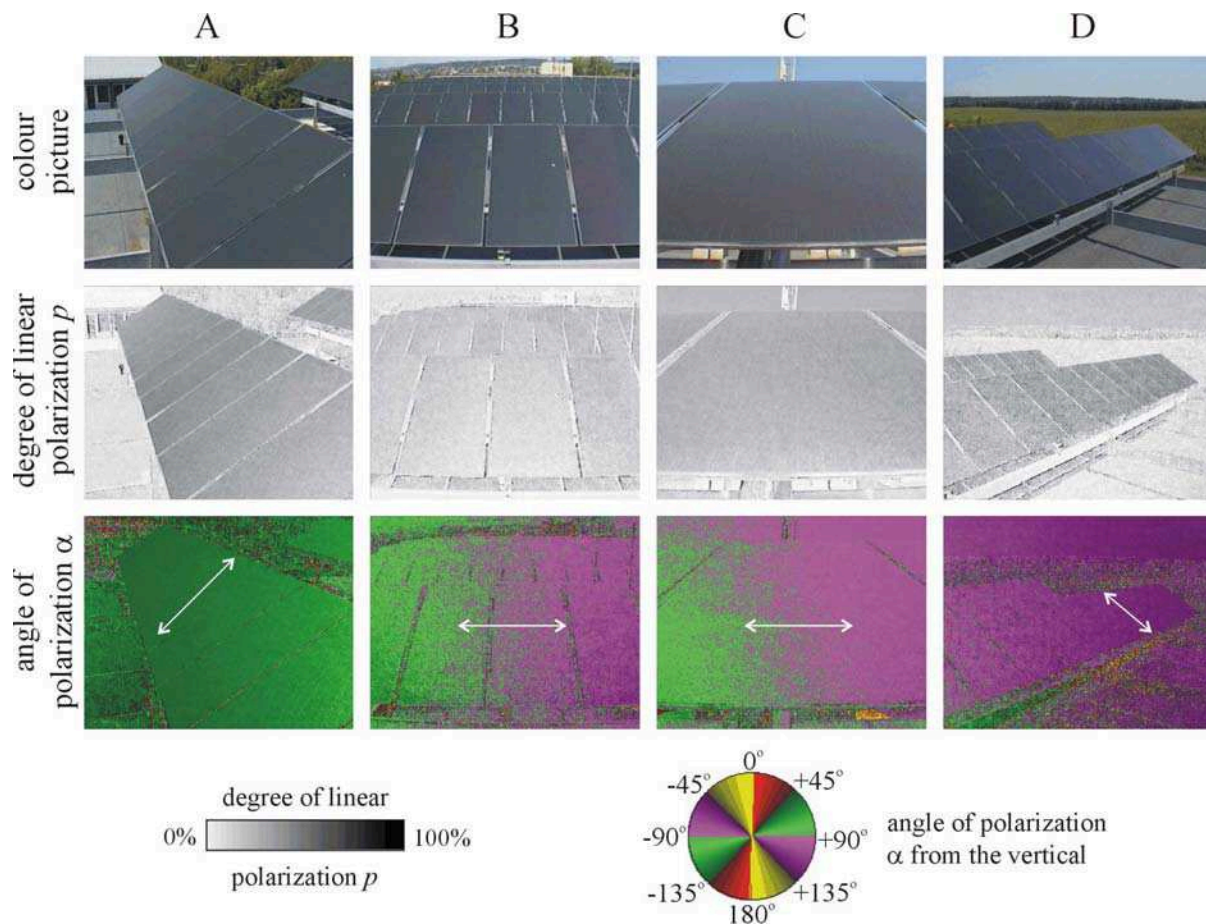 A B C D
colour
picture
degree of linear
polarization p
angle of
polarization α
degree of linear
0% 100%
polarization p
0°
-45° +45°
-90° +90°
-135° +135°
180°
angle of polarization
α from the vertical